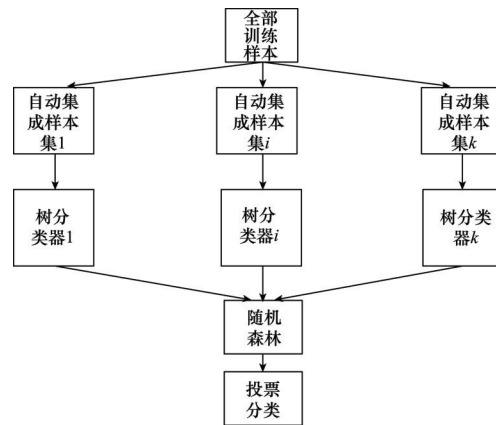 全部
训练
样本
自动集
成样本
集1
自动集
成样本
集i
自动集
成样本
集k
树分
类器1
树分
类器i
树分类
器k
随机
森林
投票
分类